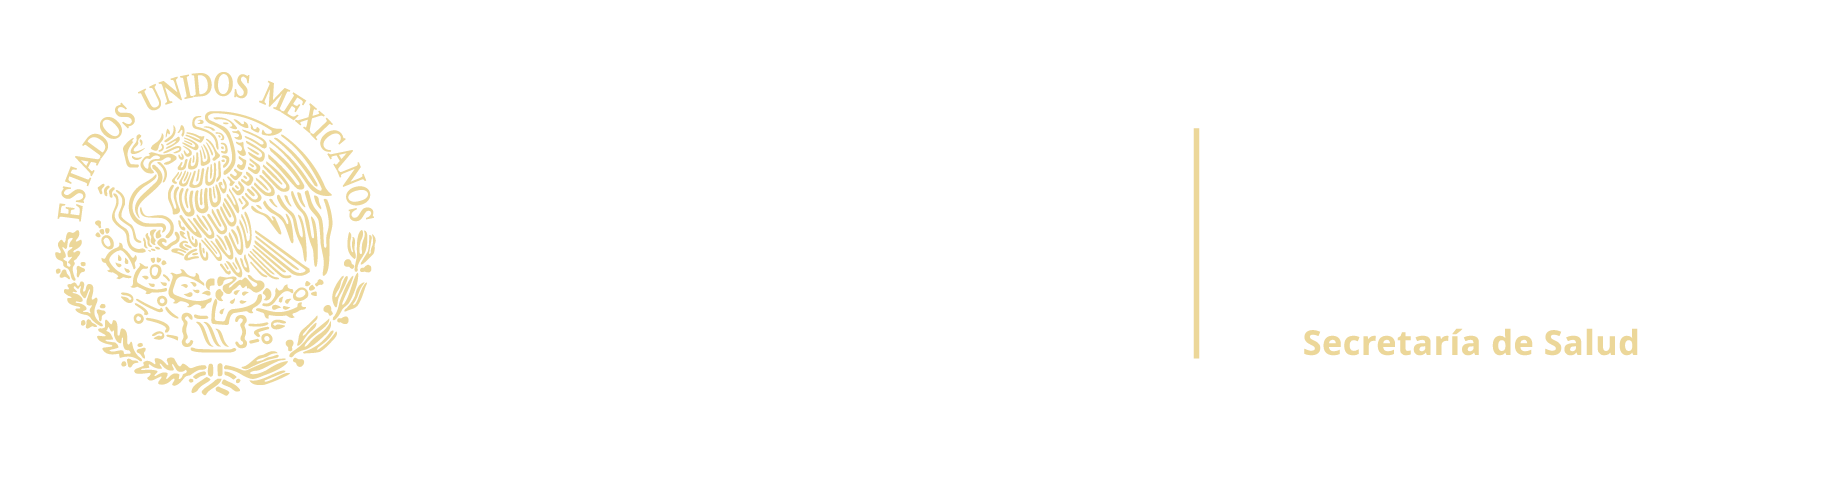 ESTADOS UNIDOS MEXICANOS
Secretaría de Salud